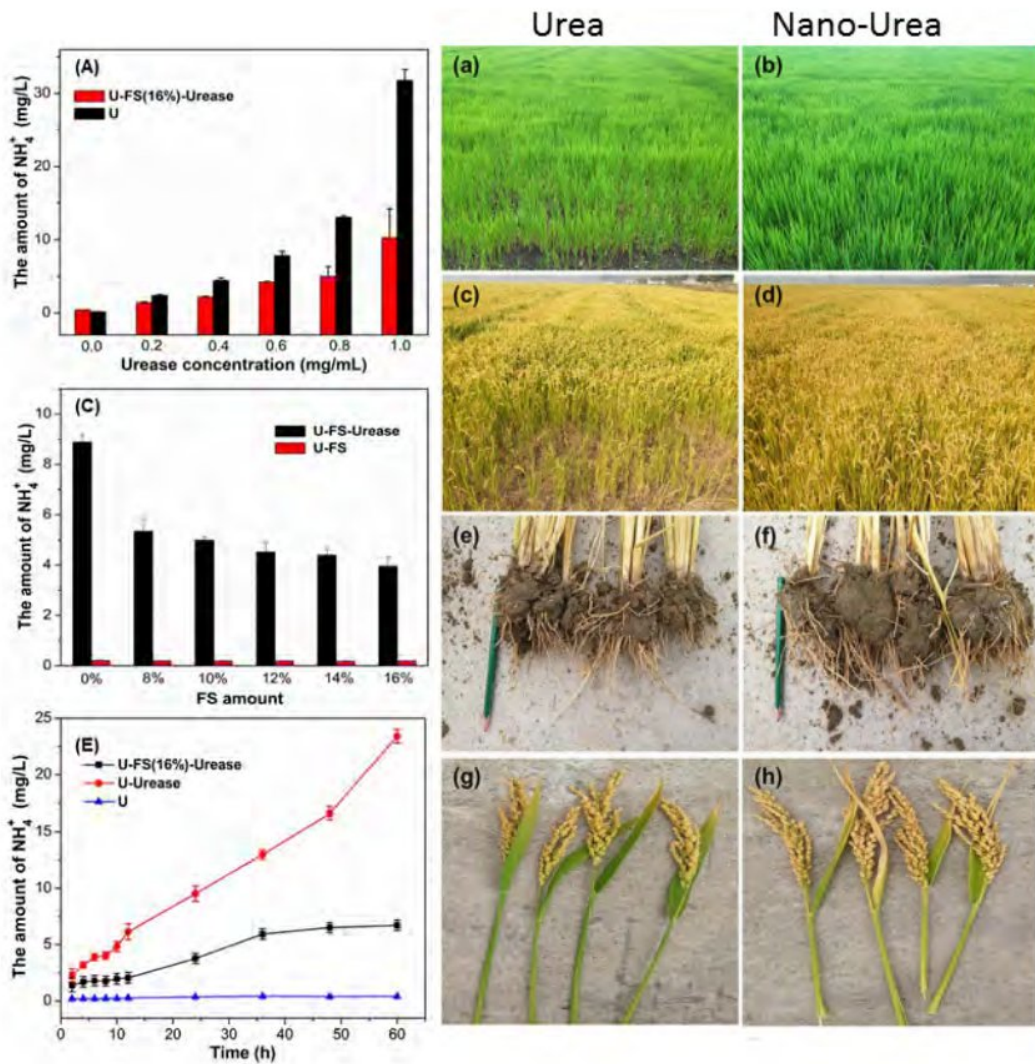 Urea
Nano-Urea
(A)
U-FS(16%)-Urease
U
The amount of NH₄⁺ (mg/L)
30
20
10
0
0.0 0.2 0.4 0.6 0.8 1.0
Urease concentration (mg/mL)
(C)
U-FS-Urease
U-FS
The amount of NH₄⁺ (mg/L)
10
8
6
4
2
0
0% 8% 10% 12% 14% 16%
FS amount
(E)
U-FS(16%)-Urease
U-Urease
U
The amount of NH₄⁺ (mg/L)
25
20
15
10
5
0
0 10 20 30 40 50 60
Time (h)
(a)
(b)
(c)
(d)
(e)
(f)
(g)
(h)